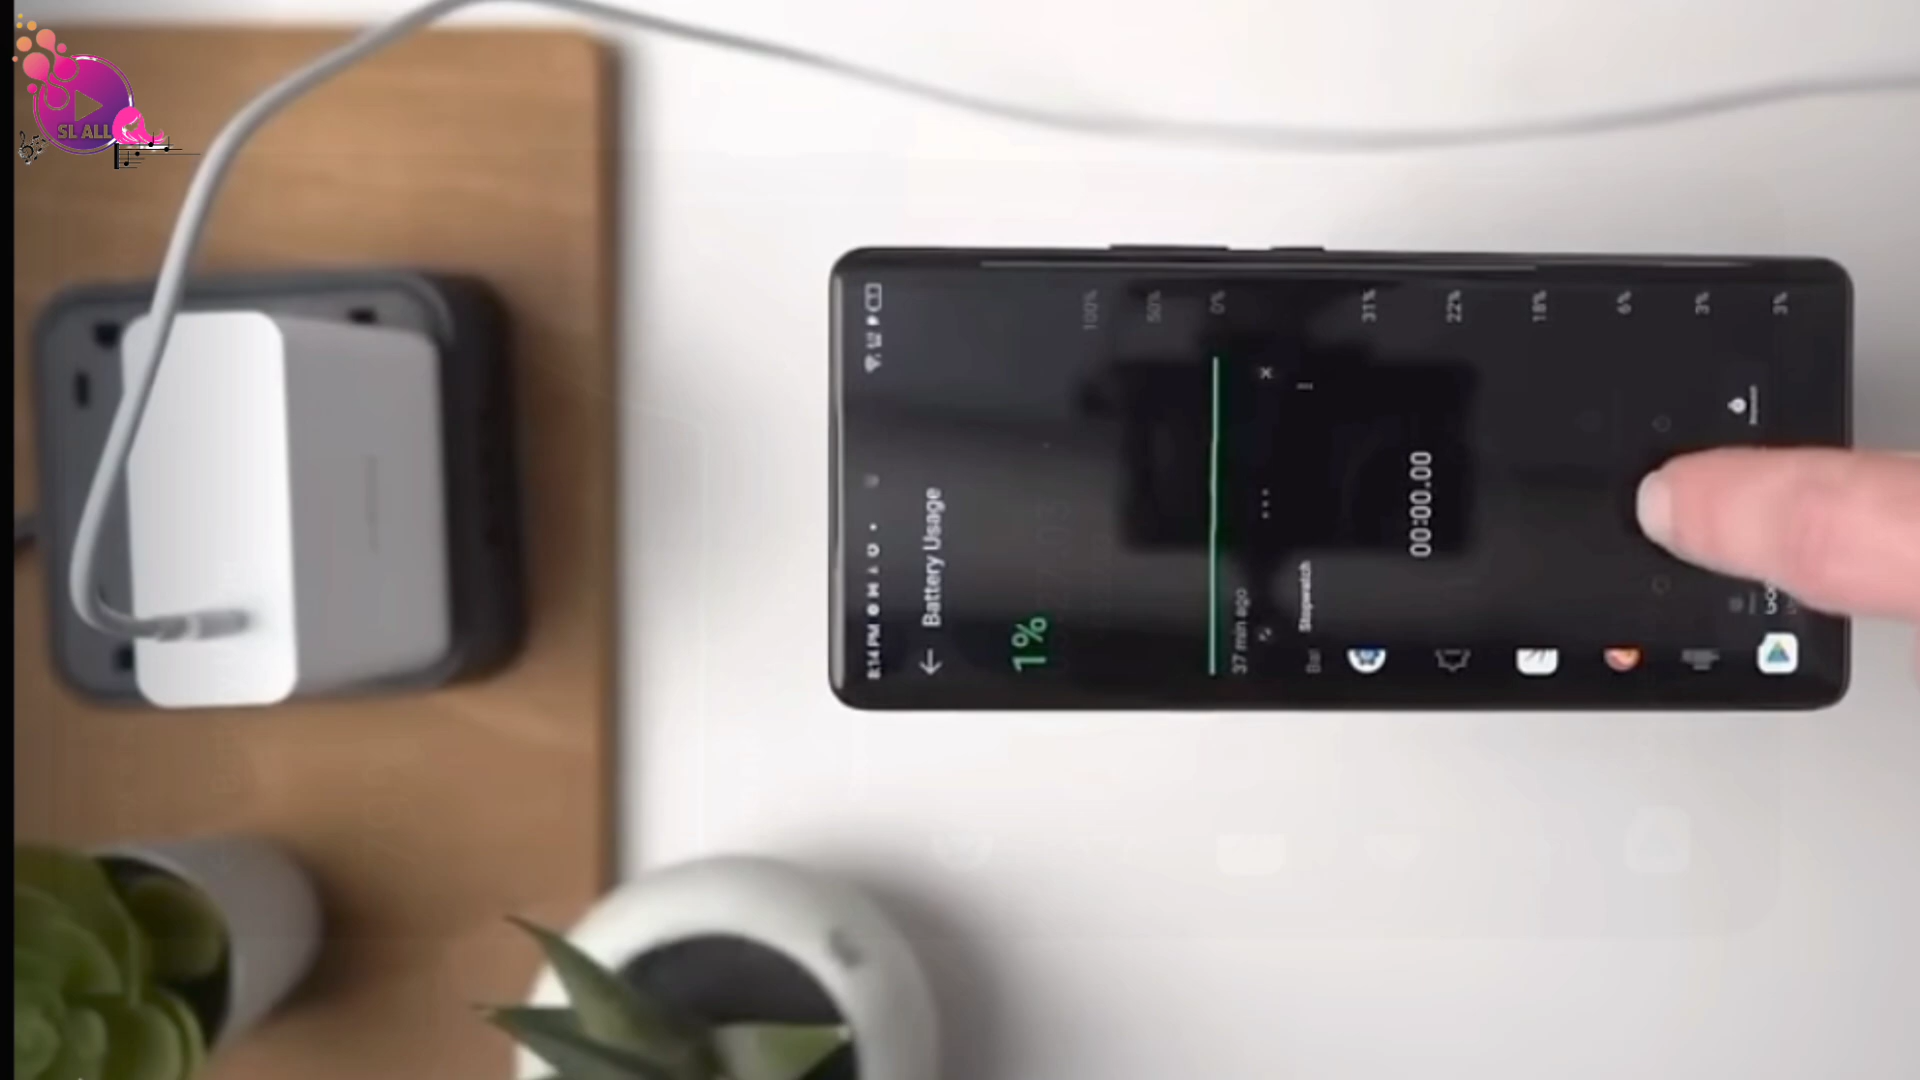 SL ALL
8:14 PM
Battery Usage
1%
100%
50%
0%
37 min ago
Stopwatch
00:00.00
31%
22%
18%
6%
3%
3%